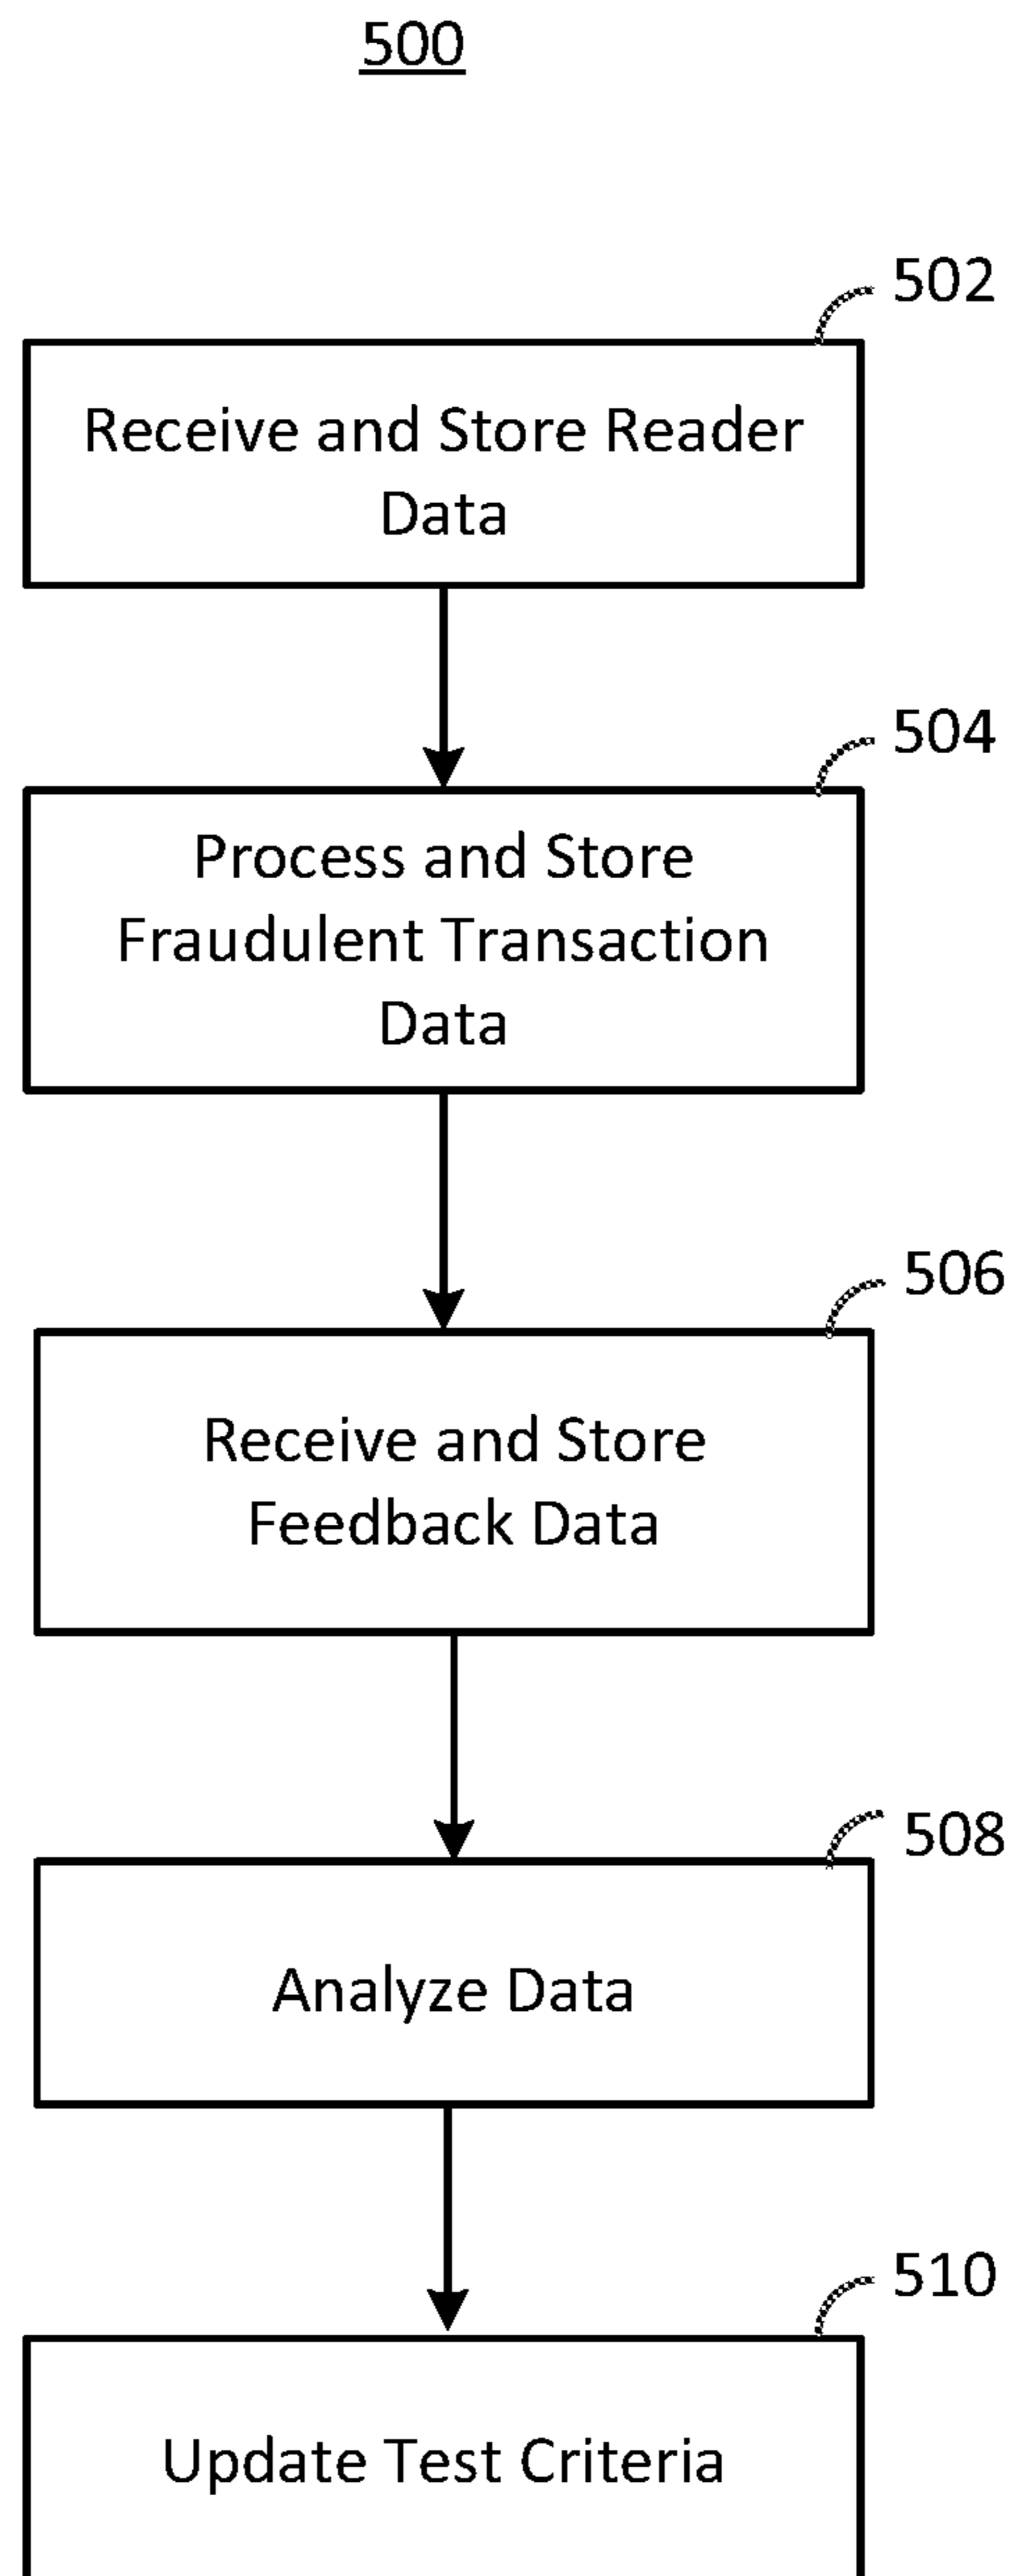 500
502
Receive and Store Reader
Data
504
Process and Store
Fraudulent Transaction
Data
506
Receive and Store
Feedback Data
508
Analyze Data
510
Update Test Criteria